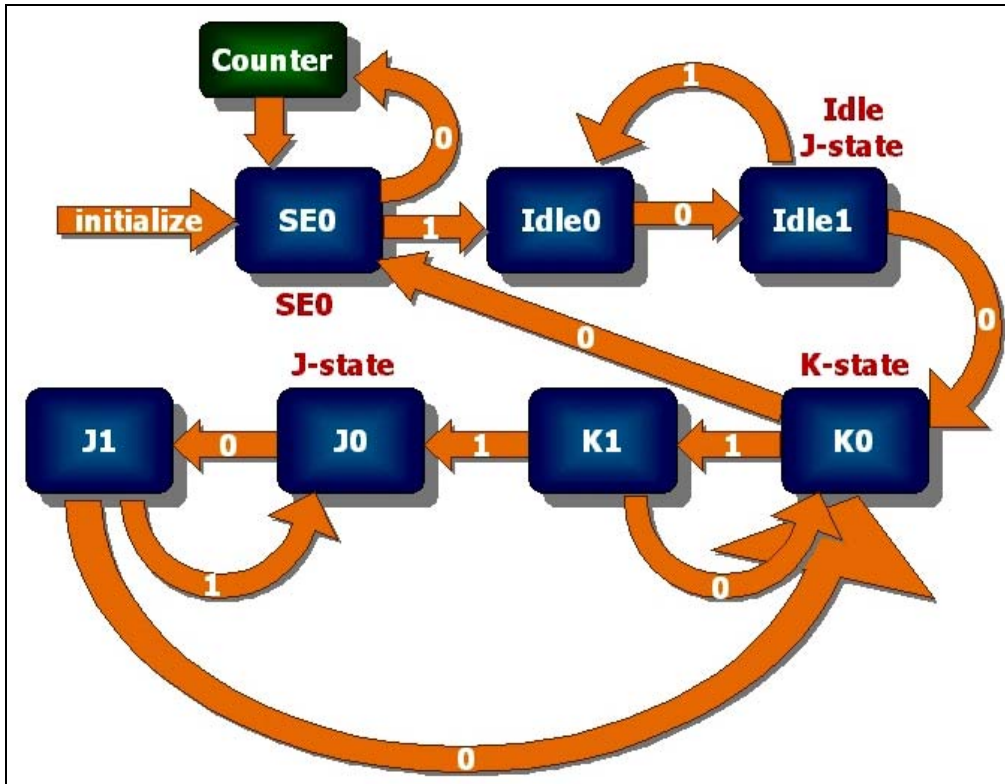 Counter
1
Idle
J-state
0
initialize
SE0
1
Idle0
0
Idle1
SE0
0
0
J-state
K-state
J1
0
J0
1
K1
1
K0
1
0
0